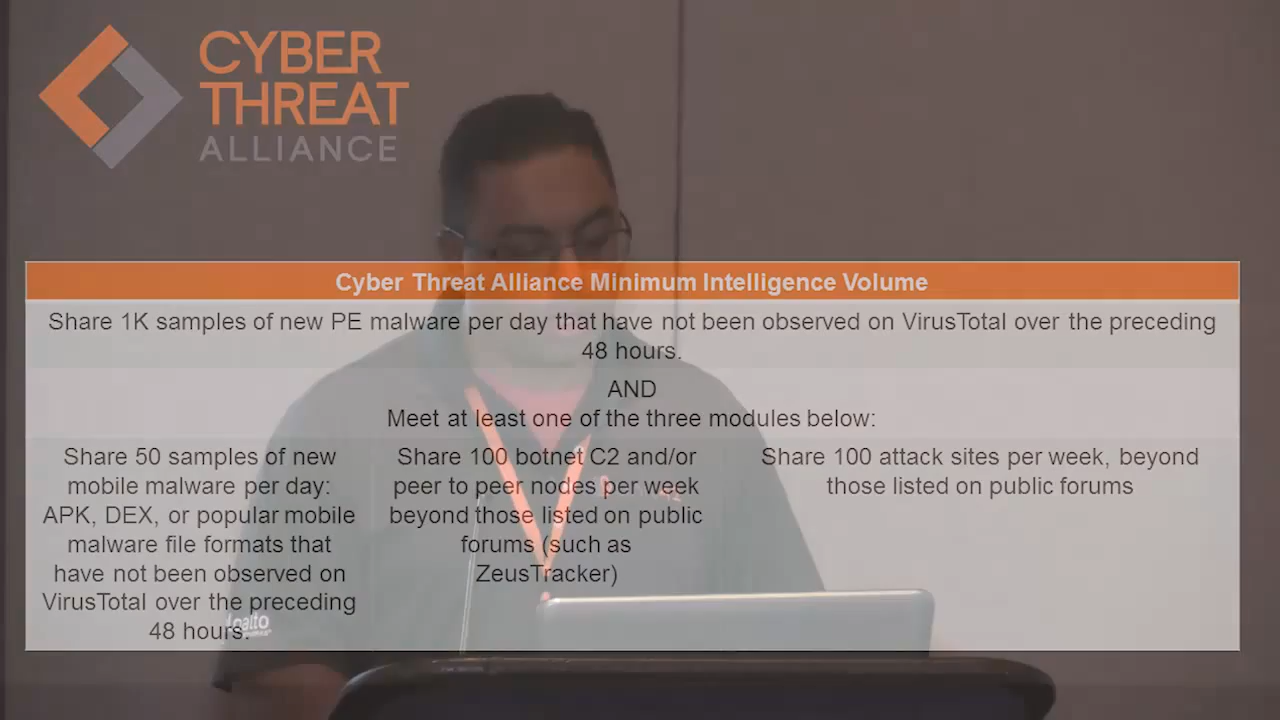 CYBER
THREAT
ALLIANCE
Cyber Threat Alliance Minimum Intelligence Volume
Share 1K samples of new PE malware per day that have not been observed on VirusTotal over the preceding
48 hours.
AND
Meet at least one of the three modules below:
Share 50 samples of new
mobile malware per day:
APK, DEX, or popular mobile
malware file formats that
have not been observed on
VirusTotal over the preceding
48 hours.
Share 100 botnet C2 and/or
peer to peer nodes per week
beyond those listed on public
forums (such as
ZeusTracker)
Share 100 attack sites per week, beyond
those listed on public forums